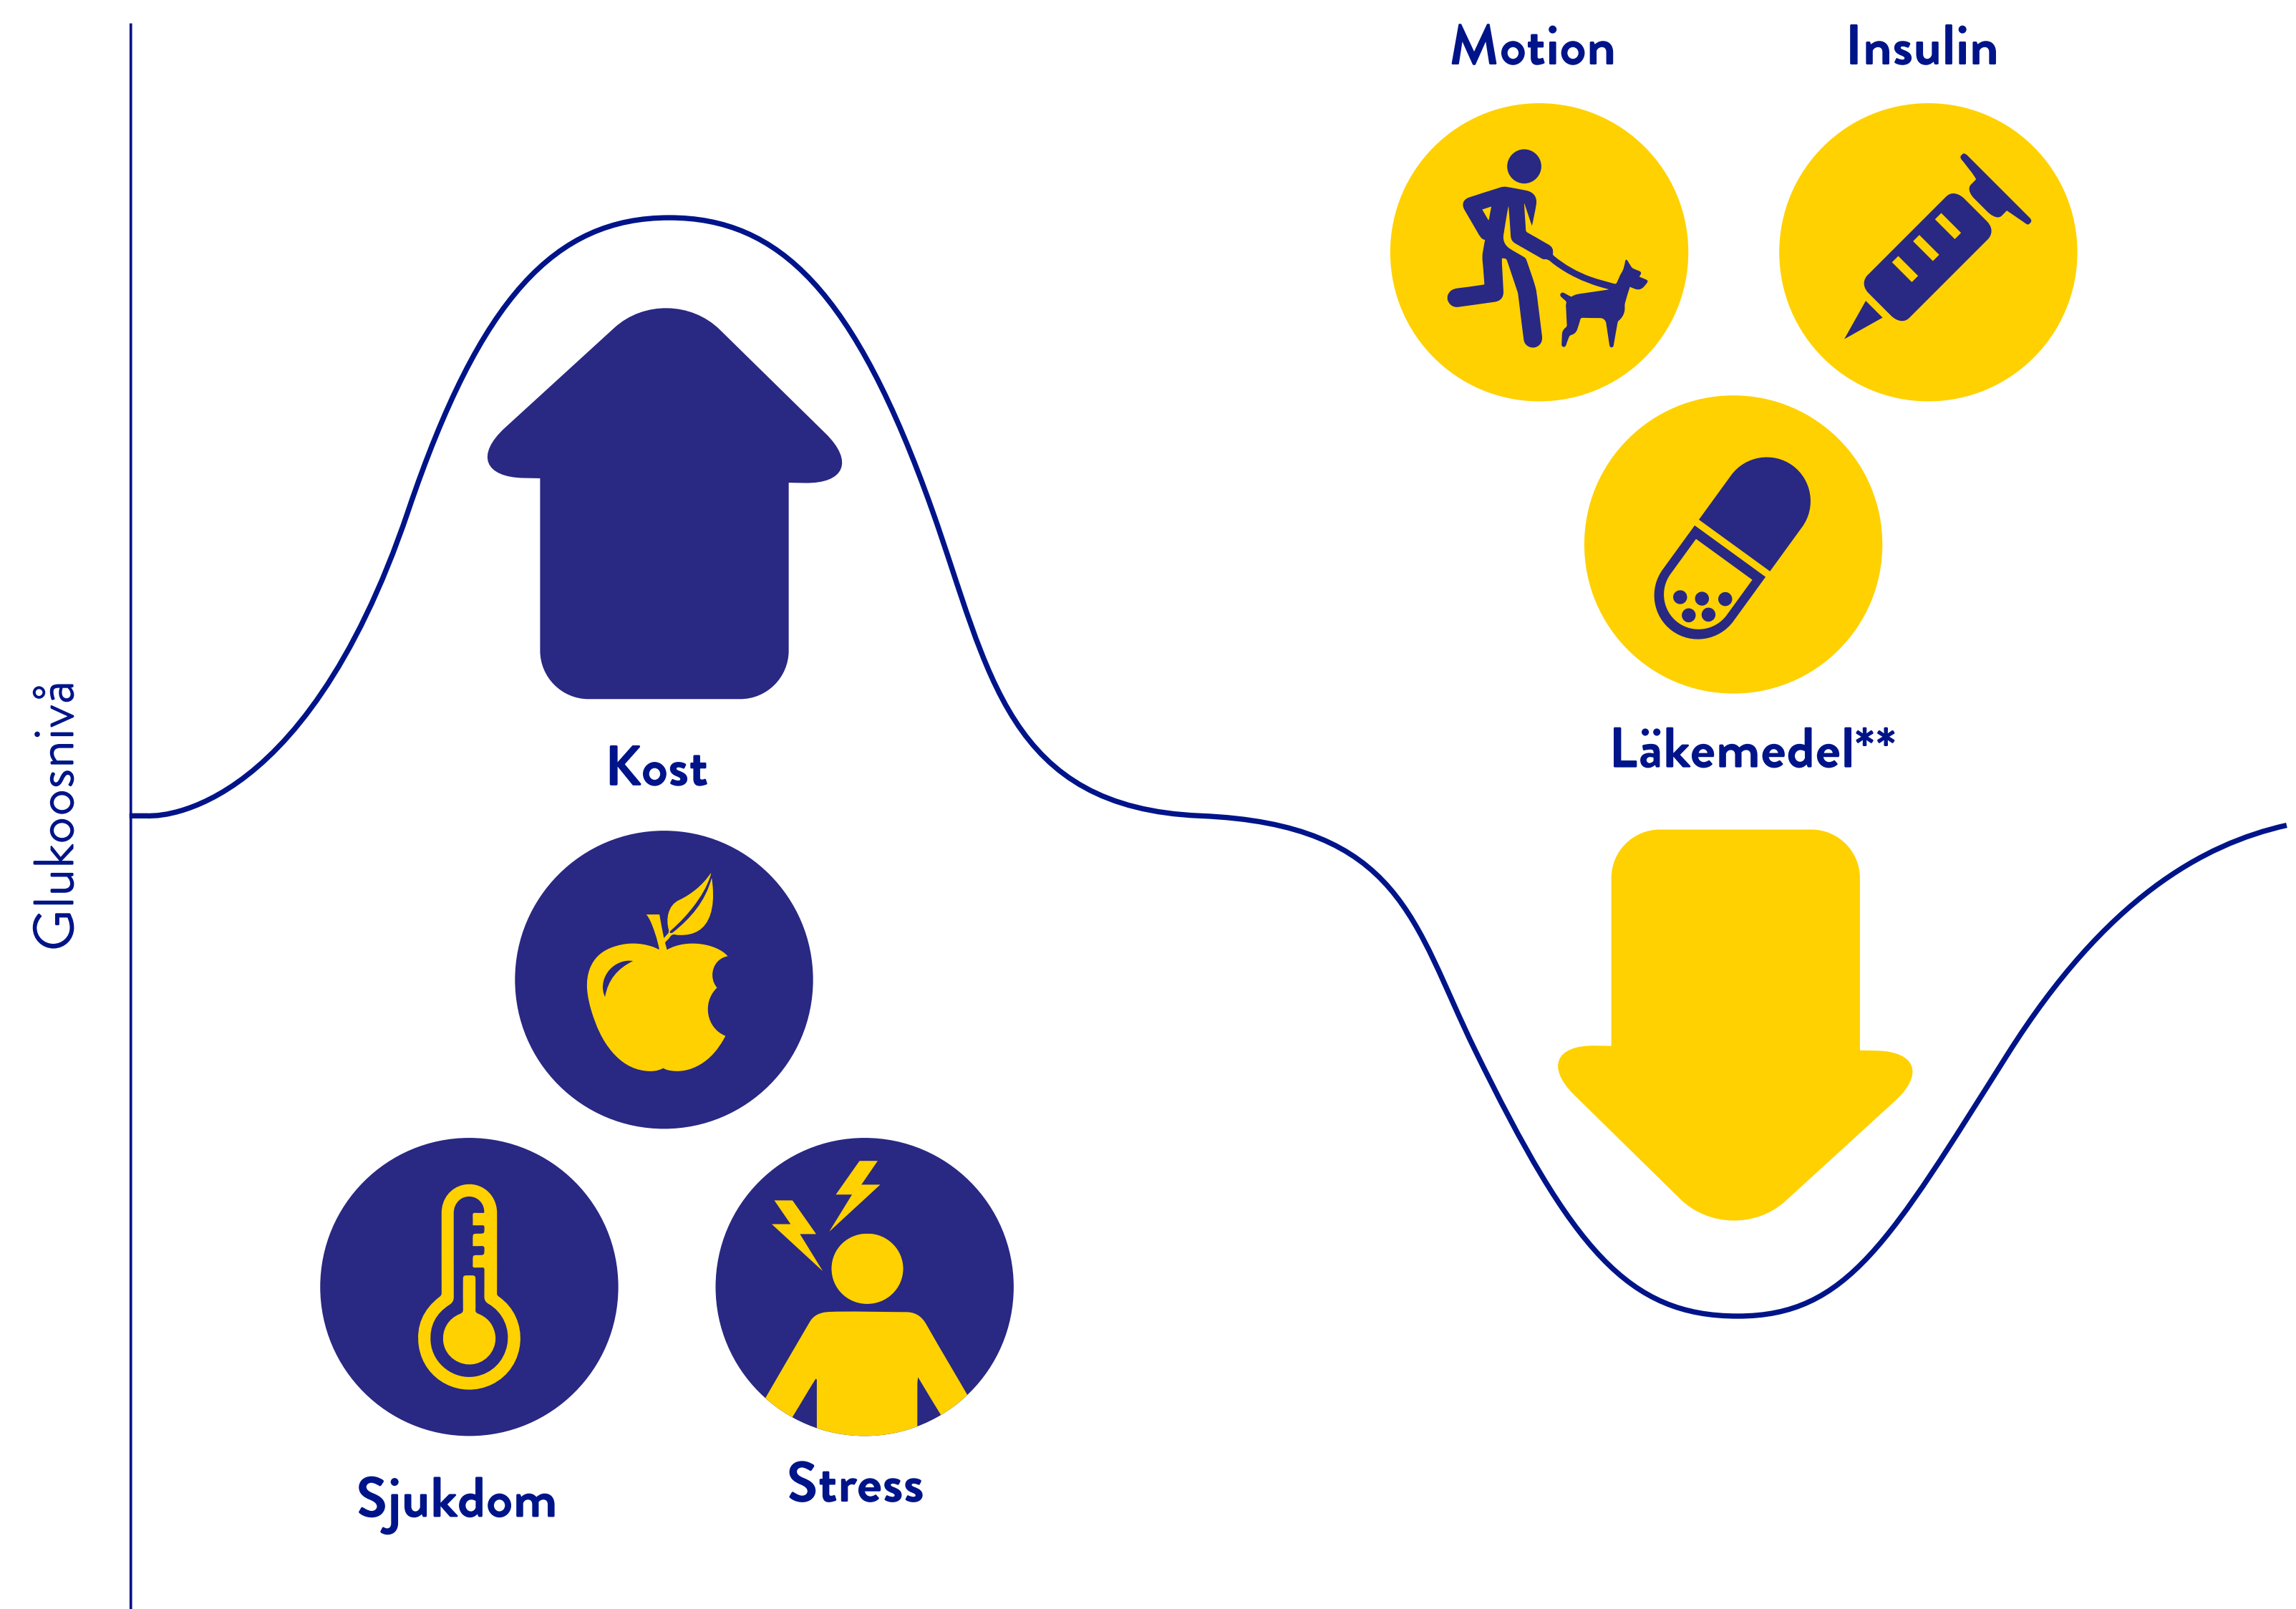 Motion
Insulin
Glukoosnivå
Kost
Läkemedel**
Sjukdom
Stress